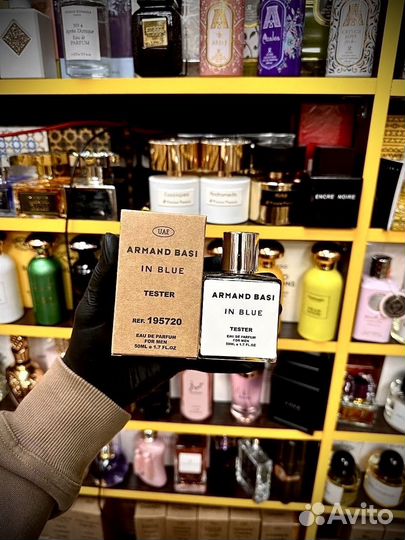 UAE
ARMAND BASI
IN BLUE
TESTER
REF. 195720
EAU DE PARFUM
FOR MEN
50ML e 1.7 FL. OZ
ARMAND BASI
IN BLUE
TESTER
EAU DE PARFUM
FOR MEN
50ML e 1.7 FL. OZ
ENCRE NOIRE
Avito